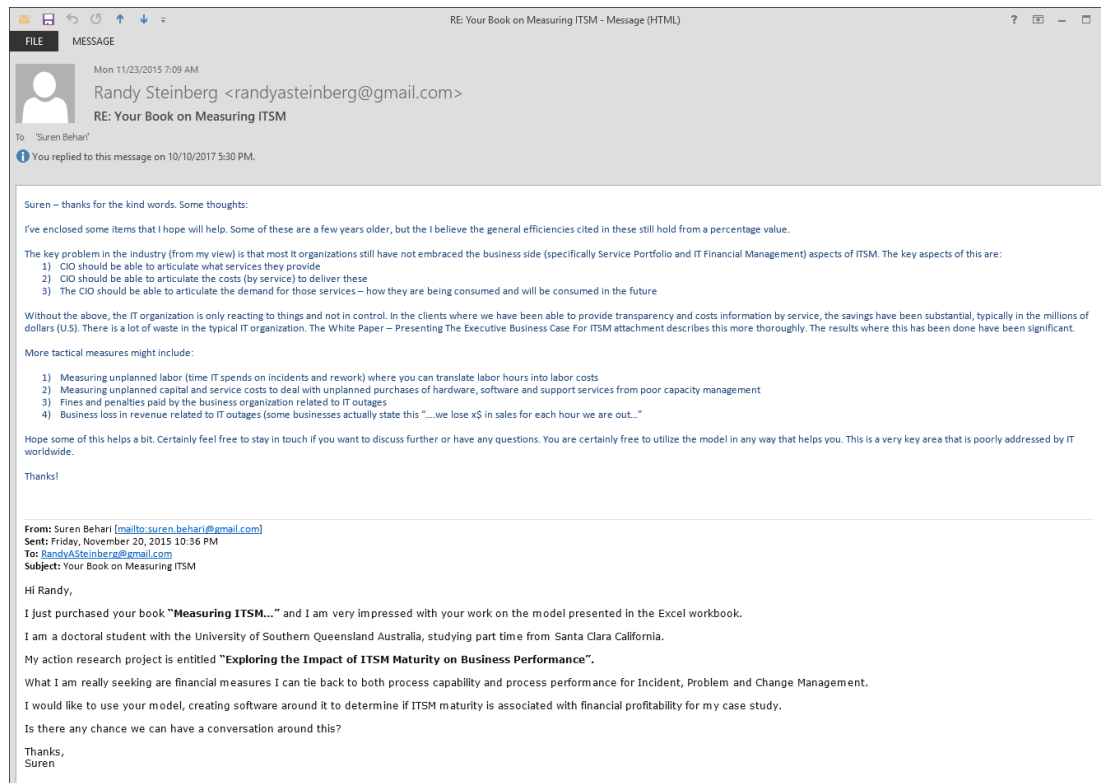 RE: Your Book on Measuring ITSM - Message (HTML)
FILE MESSAGE
Mon 11/23/2015 7:09 AM
Randy Steinberg <randyasteinberg@gmail.com>
RE: Your Book on Measuring ITSM
To 'Suren Behari'
You replied to this message on 10/10/2017 5:30 PM.
Suren – thanks for the kind words. Some thoughts:
I've enclosed some items that I hope will help. Some of these are a few years older, but the I believe the general efficiencies cited in these still hold from a percentage value.
The key problem in the industry (from my view) is that most It organizations still have not embraced the business side (specifically Service Portfolio and IT Financial Management) aspects of ITSM. The key aspects of this are:
1) CIO should be able to articulate what services they provide
2) CIO should be able to articulate the costs (by service) to deliver these
3) The CIO should be able to articulate the demand for those services – how they are being consumed and will be consumed in the future
Without the above, the IT organization is only reacting to things and not in control. In the clients where we have been able to provide transparency and costs information by service, the savings have been substantial, typically in the millions of
dollars (U.S). There is a lot of waste in the typical IT organization. The White Paper – Presenting The Executive Business Case For ITSM attachment describes this more thoroughly. The results where this has been done have been significant.
More tactical measures might include:
1) Measuring unplanned labor (time IT spends on incidents and rework) where you can translate labor hours into labor costs
2) Measuring unplanned capital and service costs to deal with unplanned purchases of hardware, software and support services from poor capacity management
3) Fines and penalties paid by the business organization related to IT outages
4) Business loss in revenue related to IT outages (some businesses actually state this "….we lose x$ in sales for each hour we are out…"
Hope some of this helps a bit. Certainly feel free to stay in touch if you want to discuss further or have any questions. You are certainly free to utilize the model in any way that helps you. This is a very key area that is poorly addressed by IT
worldwide.
Thanks!
From: Suren Behari [mailto:suren.behari@gmail.com]
Sent: Friday, November 20, 2015 10:36 PM
To: RandyASteinberg@gmail.com
Subject: Your Book on Measuring ITSM
Hi Randy,
I just purchased your book "Measuring ITSM…" and I am very impressed with your work on the model presented in the Excel workbook.
I am a doctoral student with the University of Southern Queensland Australia, studying part time from Santa Clara California.
My action research project is entitled "Exploring the Impact of ITSM Maturity on Business Performance".
What I am really seeking are financial measures I can tie back to both process capability and process performance for Incident, Problem and Change Management.
I would like to use your model, creating software around it to determine if ITSM maturity is associated with financial profitability for my case study.
Is there any chance we can have a conversation around this?
Thanks,
Suren